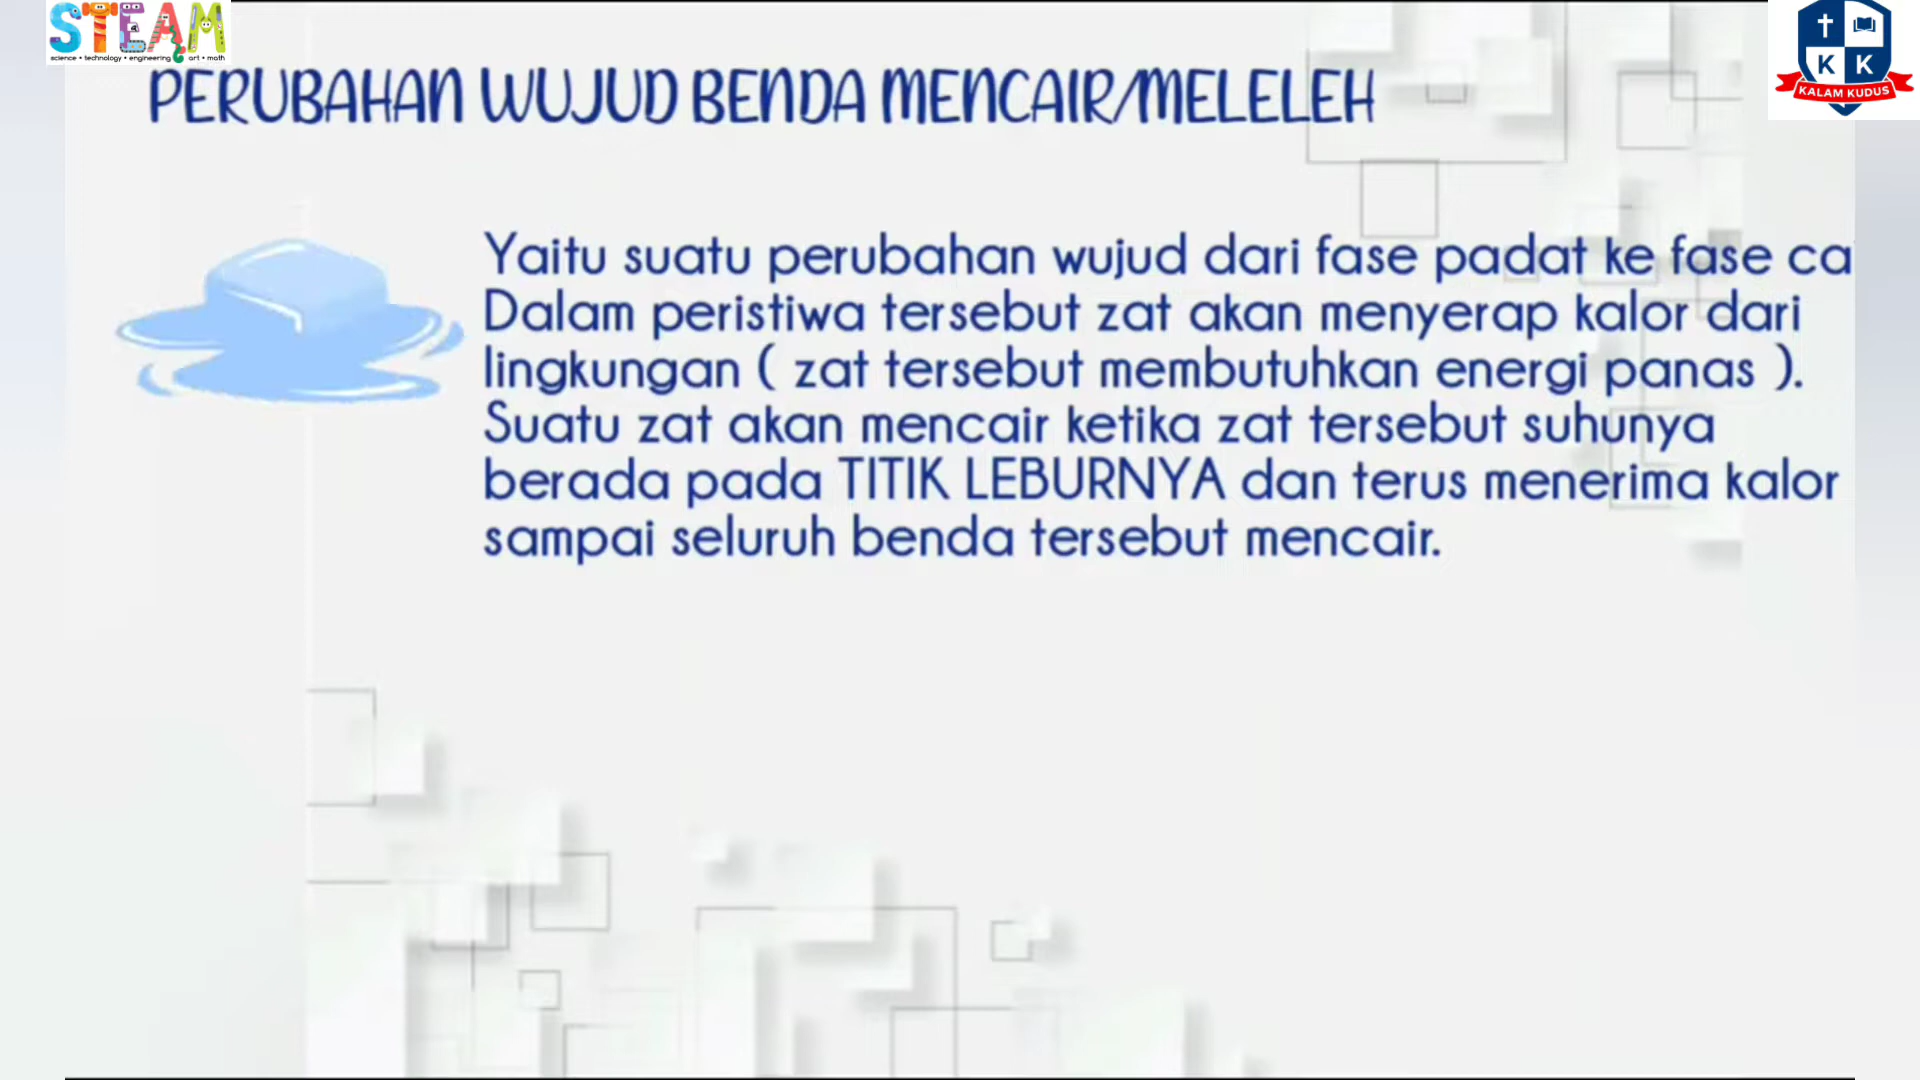 STEAM
science • technology • engineering • art • math
KK
KALAM KUDUS
PERUBAHAN WUJUD BENDA MENCAIR/MELELEH
Yaitu suatu perubahan wujud dari fase padat ke fase ca
Dalam peristiwa tersebut zat akan menyerap kalor dari
lingkungan ( zat tersebut membutuhkan energi panas ).
Suatu zat akan mencair ketika zat tersebut suhunya
berada pada TITIK LEBURNYA dan terus menerima kalor
sampai seluruh benda tersebut mencair.